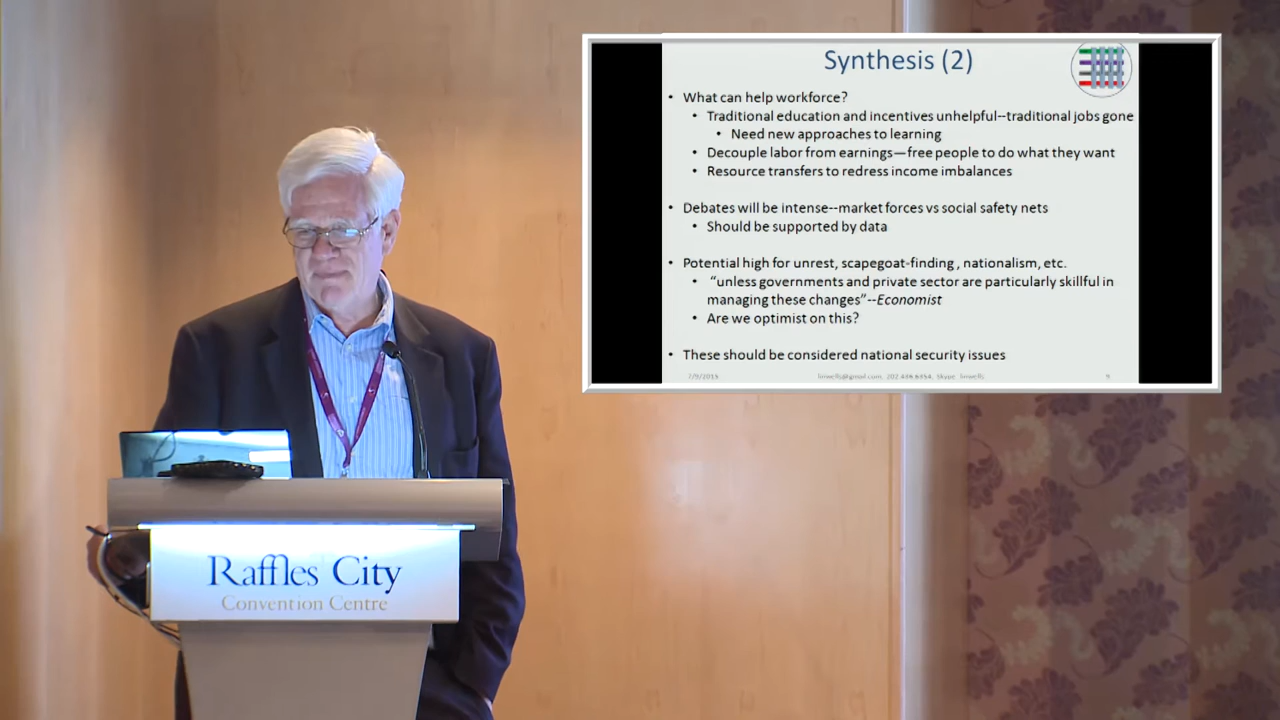 Synthesis (2)
• What can help workforce?
• Traditional education and incentives unhelpful--traditional jobs gone
• Need new approaches to learning
• Decouple labor from earnings—free people to do what they want
• Resource transfers to redress income imbalances
• Debates will be intense--market forces vs social safety nets
• Should be supported by data
• Potential high for unrest, scapegoat-finding , nationalism, etc.
• “unless governments and private sector are particularly skillful in
managing these changes”--Economist
• Are we optimist on this?
• These should be considered national security issues
7/9/2015
9
Raffles City
Convention Centre